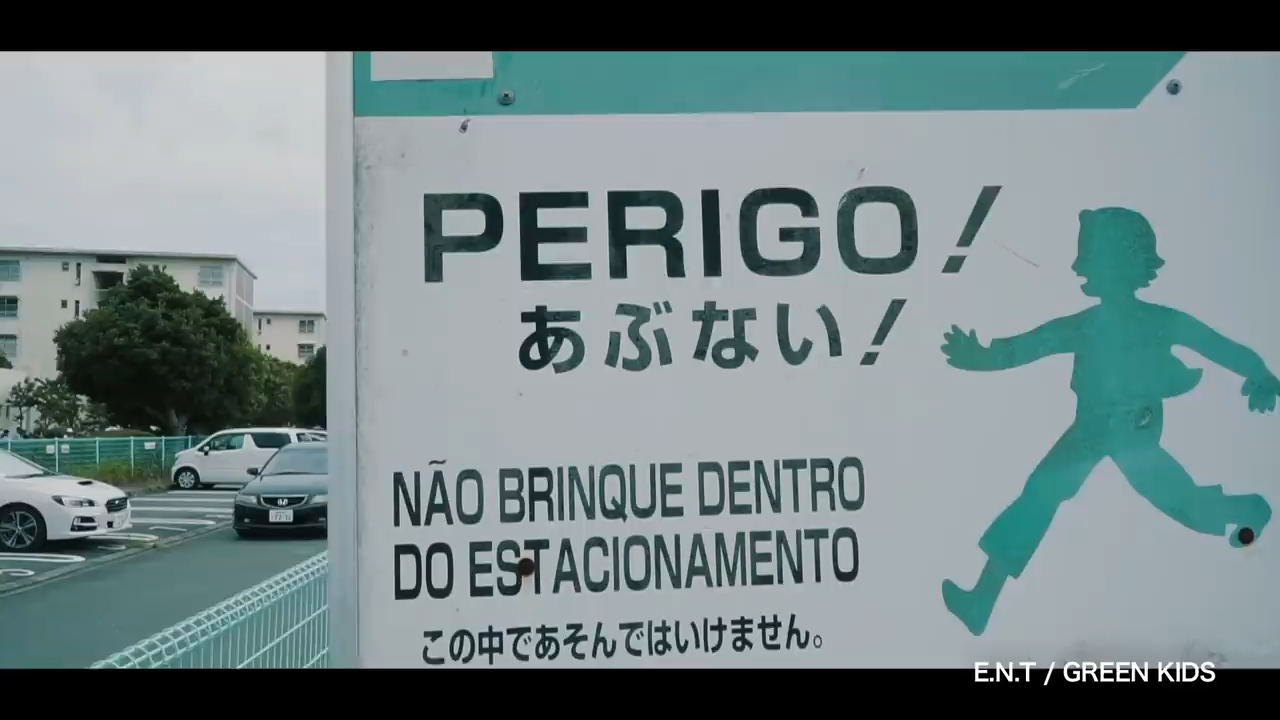 PERIGO!
あぶない!
NÃO BRINQUE DENTRO
DO ESTACIONAMENTO
この中であそんではいけません。
E.N.T / GREEN KIDS